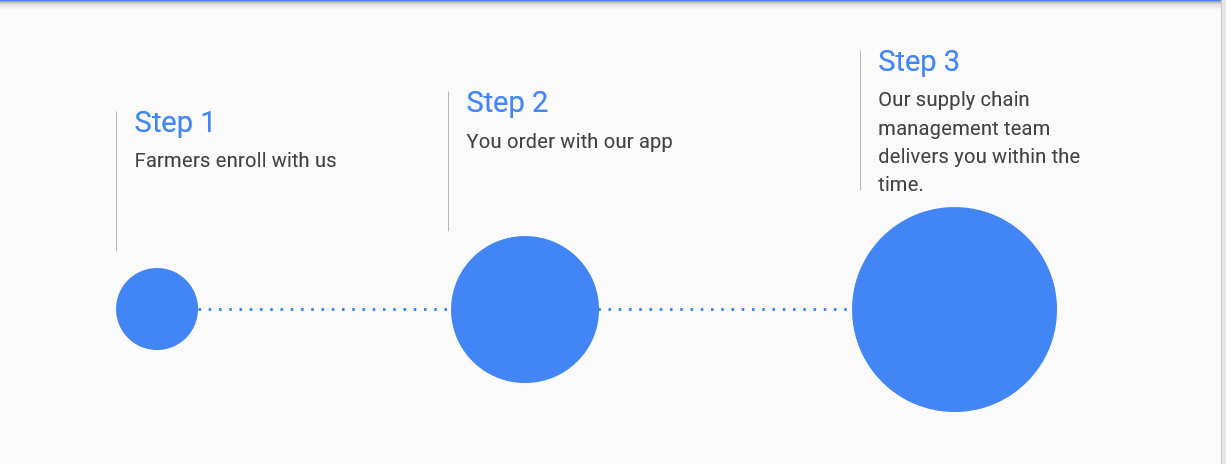 Step 1
Farmers enroll with us
Step 2
You order with our app
Step 3
Our supply chain
management team
delivers you within the
time.